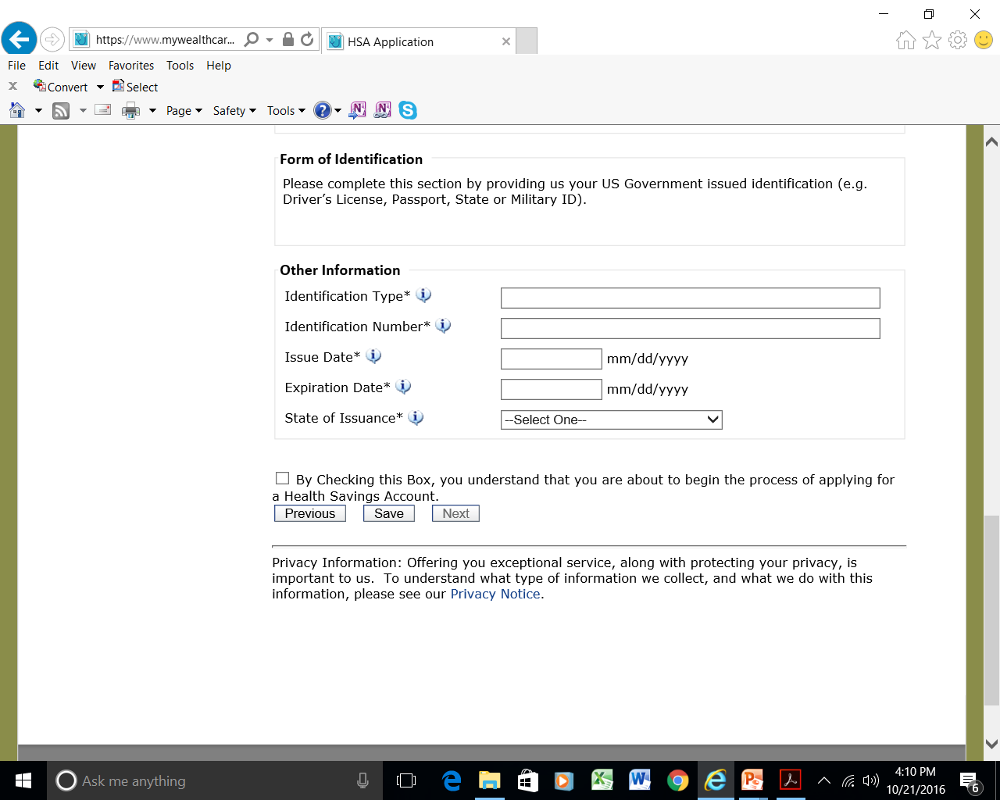 https://www.mywealthcar...
HSA Application
File Edit View Favorites Tools Help
x Convert Select
Page Safety Tools
Form of Identification
Please complete this section by providing us your US Government issued identification (e.g.
Driver’s License, Passport, State or Military ID).
Other Information
Identification Type*
Identification Number*
Issue Date* mm/dd/yyyy
Expiration Date* mm/dd/yyyy
State of Issuance* --Select One--
By Checking this Box, you understand that you are about to begin the process of applying for
a Health Savings Account.
Previous Save Next
Privacy Information: Offering you exceptional service, along with protecting your privacy, is
important to us.  To understand what type of information we collect, and what we do with this
information, please see our Privacy Notice.
Ask me anything
4:10 PM
10/21/2016
6